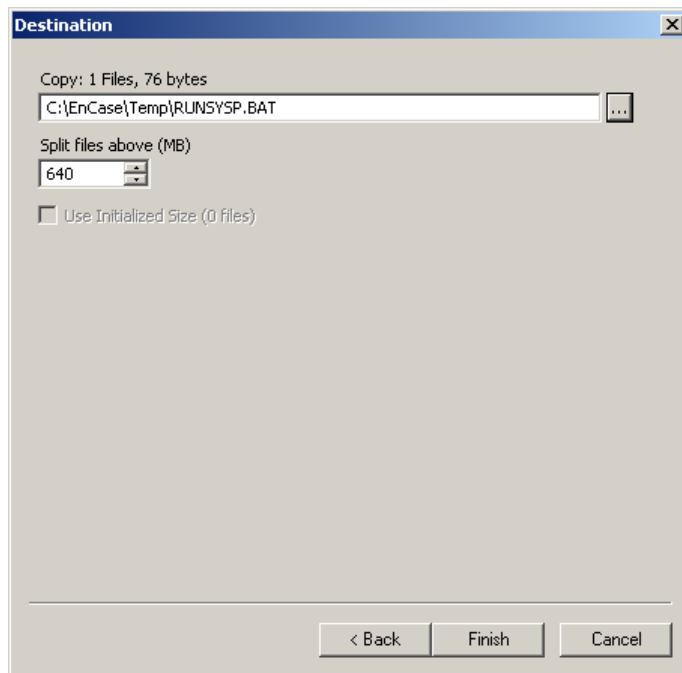 Destination
Copy: 1 Files, 76 bytes
C:\EnCase\Temp\RUNSYSP.BAT
...
Split files above (MB)
640
Use Initialized Size (0 files)
< Back
Finish
Cancel